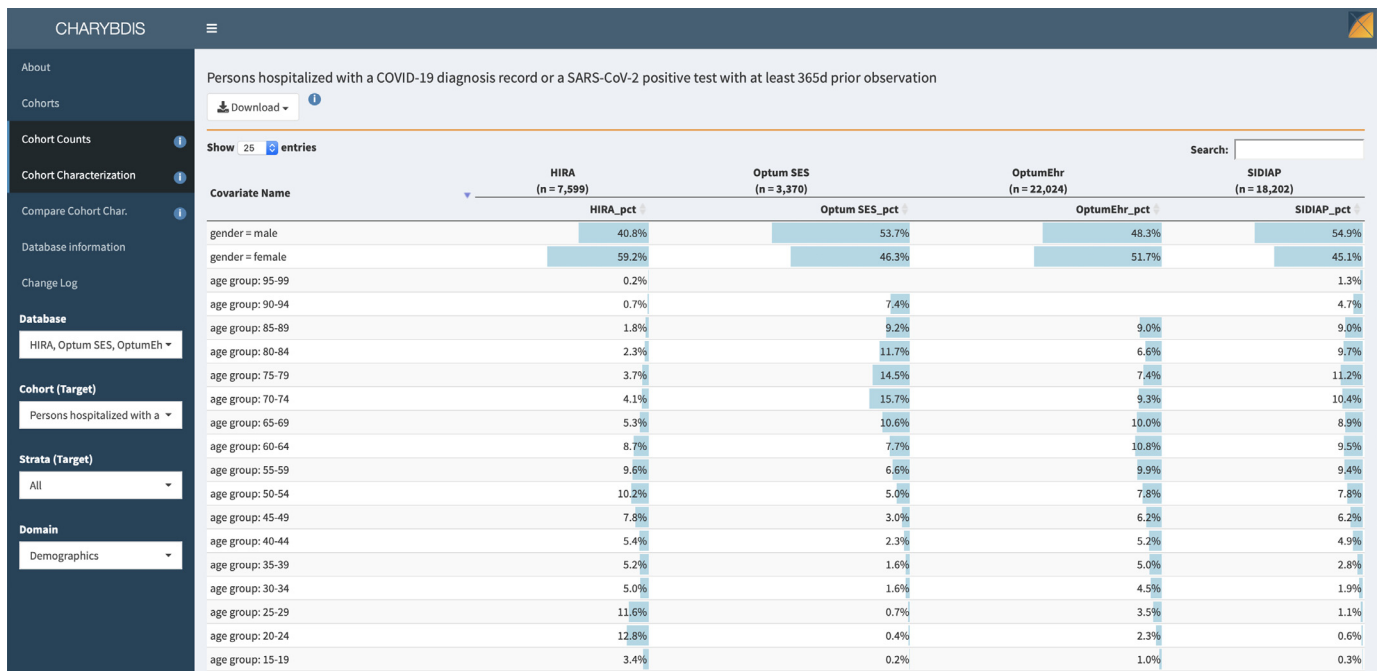 CHARYBDIS
About
Cohorts
Cohort Counts
Cohort Characterization
Compare Cohort Char.
Database information
Change Log
Database
HIRA, Optum SES, OptumEh
Cohort (Target)
Persons hospitalized with a
Strata (Target)
All
Domain
Demographics
Persons hospitalized with a COVID-19 diagnosis record or a SARS-CoV-2 positive test with at least 365d prior observation
Download
Show 25 entries
Search:
Covariate Name
HIRA Optum SES OptumEhr SIDIAP
(n = 7,599) (n = 3,370) (n = 22,024) (n = 18,202)
HIRA_pct Optum SES_pct OptumEhr_pct SIDIAP_pct
gender = male 40.8% 53.7% 48.3% 54.9%
gender = female 59.2% 46.3% 51.7% 45.1%
age group: 95-99 0.2% 1.3%
age group: 90-94 0.7% 7.4% 4.7%
age group: 85-89 1.8% 9.2% 9.0% 9.0%
age group: 80-84 2.3% 11.7% 6.6% 9.7%
age group: 75-79 3.7% 14.5% 7.4% 11.2%
age group: 70-74 4.1% 15.7% 9.3% 10.4%
age group: 65-69 5.3% 10.6% 10.0% 8.9%
age group: 60-64 8.7% 7.7% 10.8% 9.5%
age group: 55-59 9.6% 6.6% 9.9% 9.4%
age group: 50-54 10.2% 5.0% 7.8% 7.8%
age group: 45-49 7.8% 3.0% 6.2% 6.2%
age group: 40-44 5.4% 2.3% 5.2% 4.9%
age group: 35-39 5.2% 1.6% 5.0% 2.8%
age group: 30-34 5.0% 1.6% 4.5% 1.9%
age group: 25-29 11.6% 0.7% 3.5% 1.1%
age group: 20-24 12.8% 0.4% 2.3% 0.6%
age group: 15-19 3.4% 0.2% 1.0% 0.3%